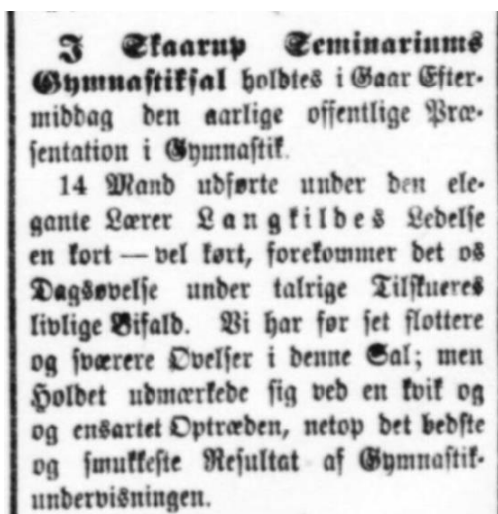 I Skaarup Seminariums
Gymnastiksal holdtes i Gaar Efter-
middag den aarlige offentlige Præ-
sentation i Gymnastik.
14 Mand udførte under den ele-
gante Lærer Langkildes Ledelse
en kort — vel kørt, forekommer det os
Dagsøvelse under talrige Tilskueres
livlige Bifald. Vi har før set flottere
og sværere Ovelser i denne Sal; men
Holdet udmærkede sig ved en kvik og
og ensartet Optræden, netop det bedste
og smukkeste Resultat af Gymnastik-
undervisningen.